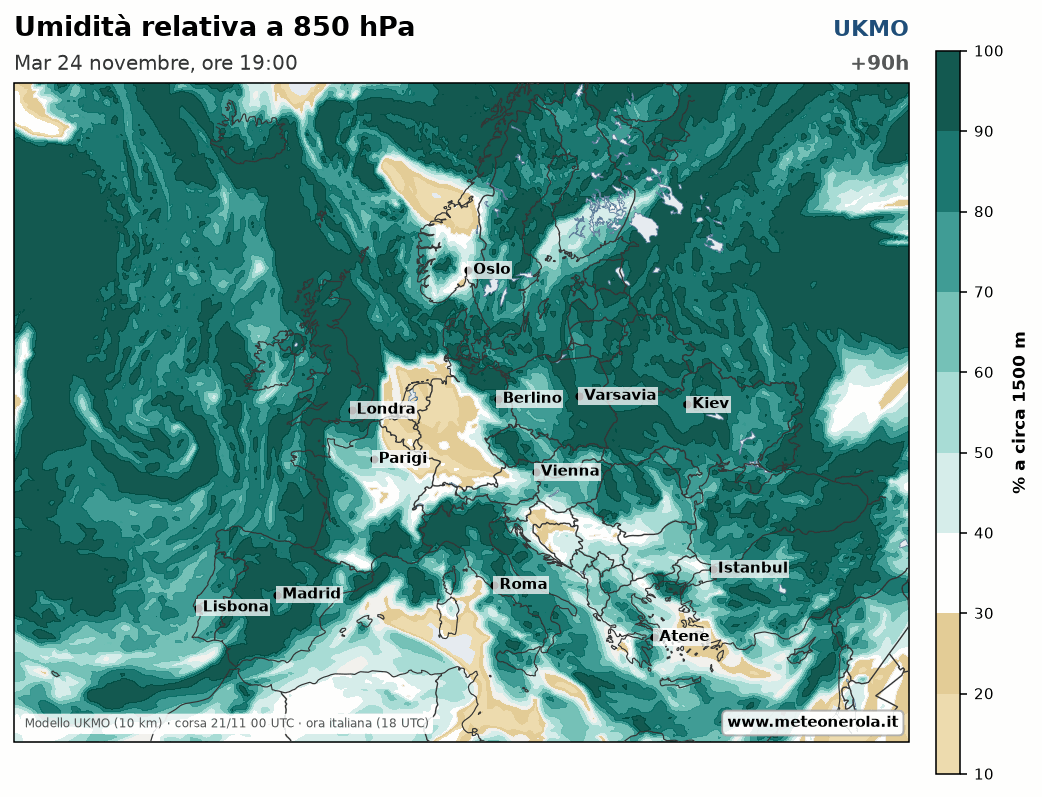 Umidità relativa a 850 hPa
UKMO
Mar 24 novembre, ore 19:00
+90h
100
90
80
70
60
50
40
30
20
10
% a circa 1500 m
Oslo
Londra
Berlino
Varsavia
Kiev
Parigi
Vienna
Istanbul
Roma
Madrid
Lisbona
Atene
Modello UKMO (10 km) · corsa 21/11 00 UTC · ora italiana (18 UTC)
www.meteonerola.it